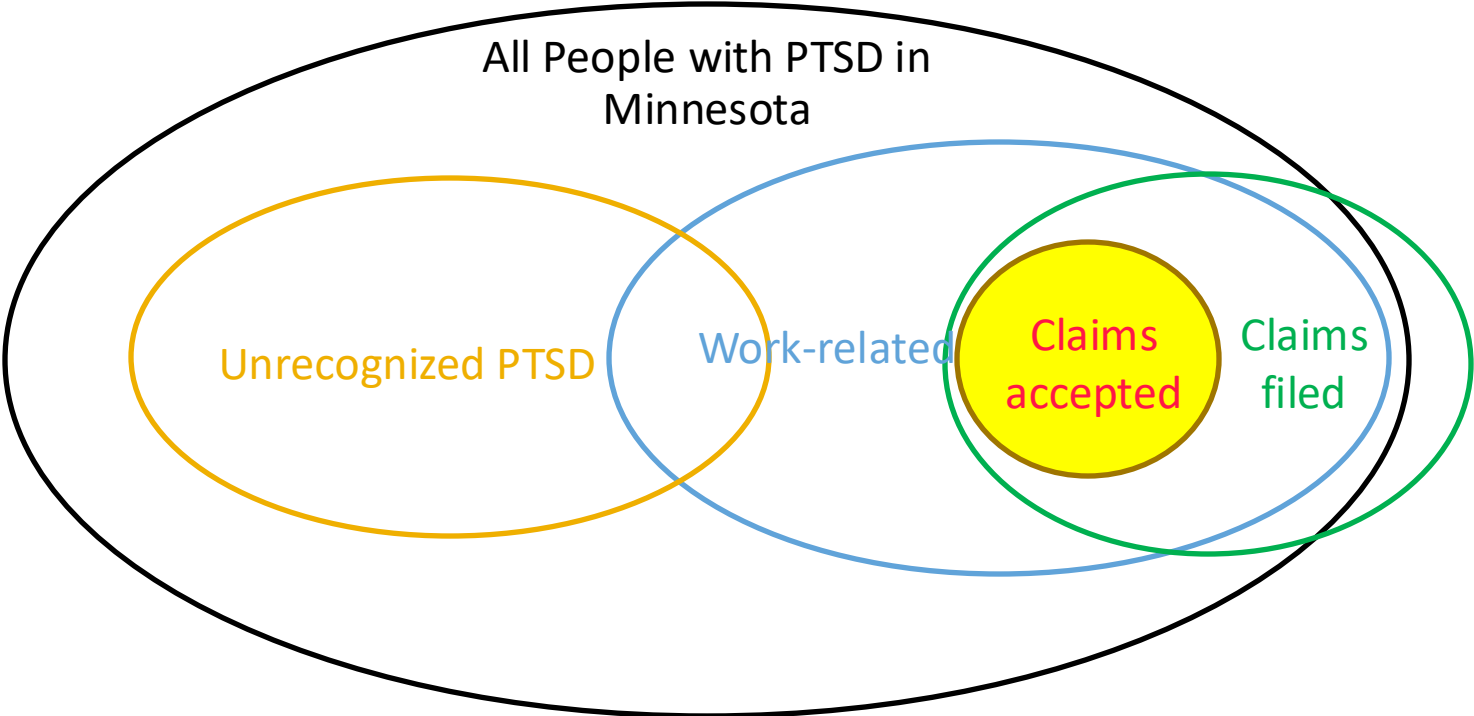 All People with PTSD in
Minnesota
Unrecognized PTSD
Work-related
Claims
accepted
Claims
filed